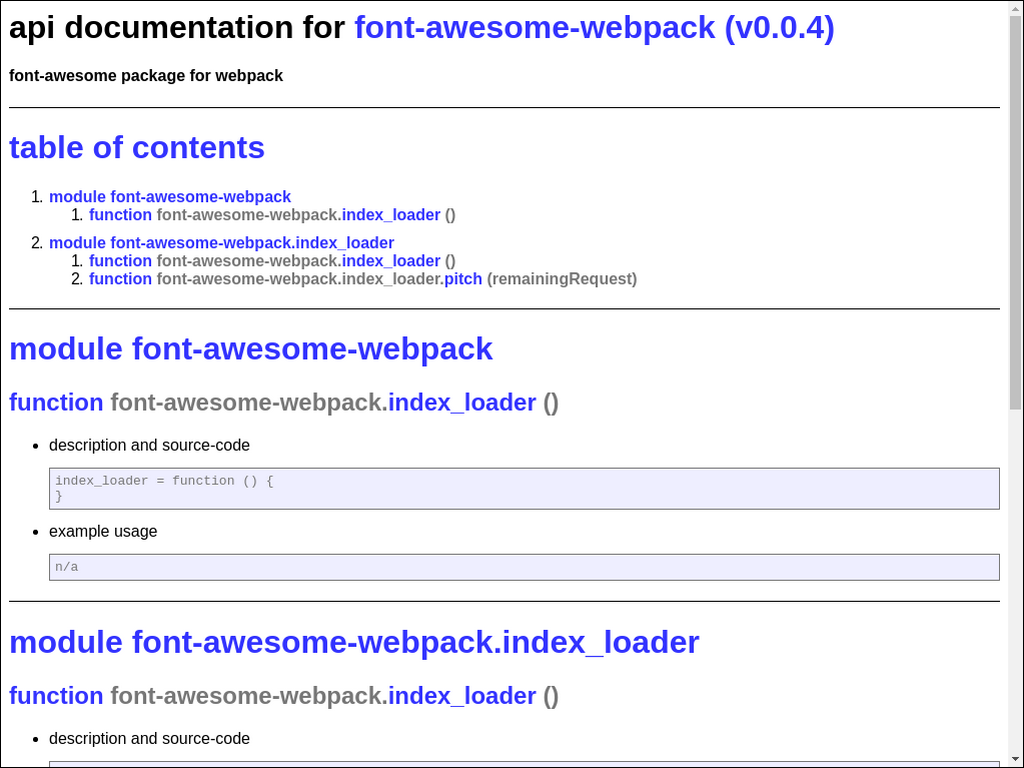 api documentation for font-awesome-webpack (v0.0.4)
font-awesome package for webpack
table of contents
1. module font-awesome-webpack
1. function font-awesome-webpack.index_loader ()
2. module font-awesome-webpack.index_loader
1. function font-awesome-webpack.index_loader ()
2. function font-awesome-webpack.index_loader.pitch (remainingRequest)
module font-awesome-webpack
function font-awesome-webpack.index_loader ()
• description and source-code
index_loader = function () {
}
• example usage
n/a
module font-awesome-webpack.index_loader
function font-awesome-webpack.index_loader ()
• description and source-code